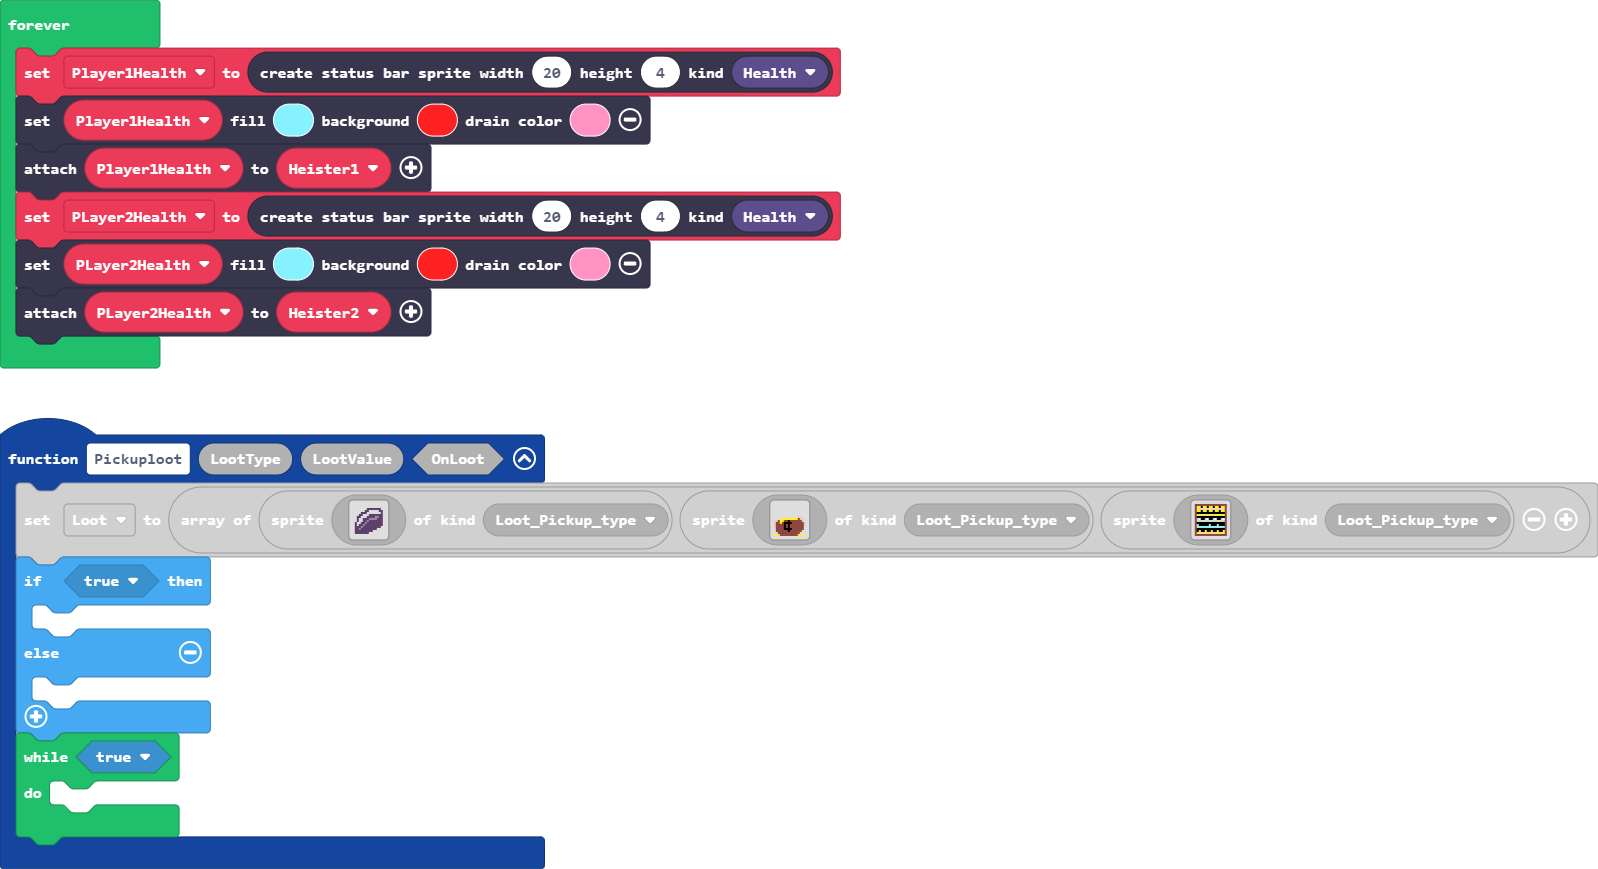 forever
set Player1Health to create status bar sprite width 20 height 4 kind Health
set Player1Health fill background drain color
attach Player1Health to Heister1
set PLayer2Health to create status bar sprite width 20 height 4 kind Health
set PLayer2Health fill background drain color
attach PLayer2Health to Heister2
function Pickuploot LootType LootValue OnLoot
set Loot to array of sprite of kind Loot_Pickup_type sprite of kind Loot_Pickup_type sprite of kind Loot_Pickup_type
if true then
else
while true
do